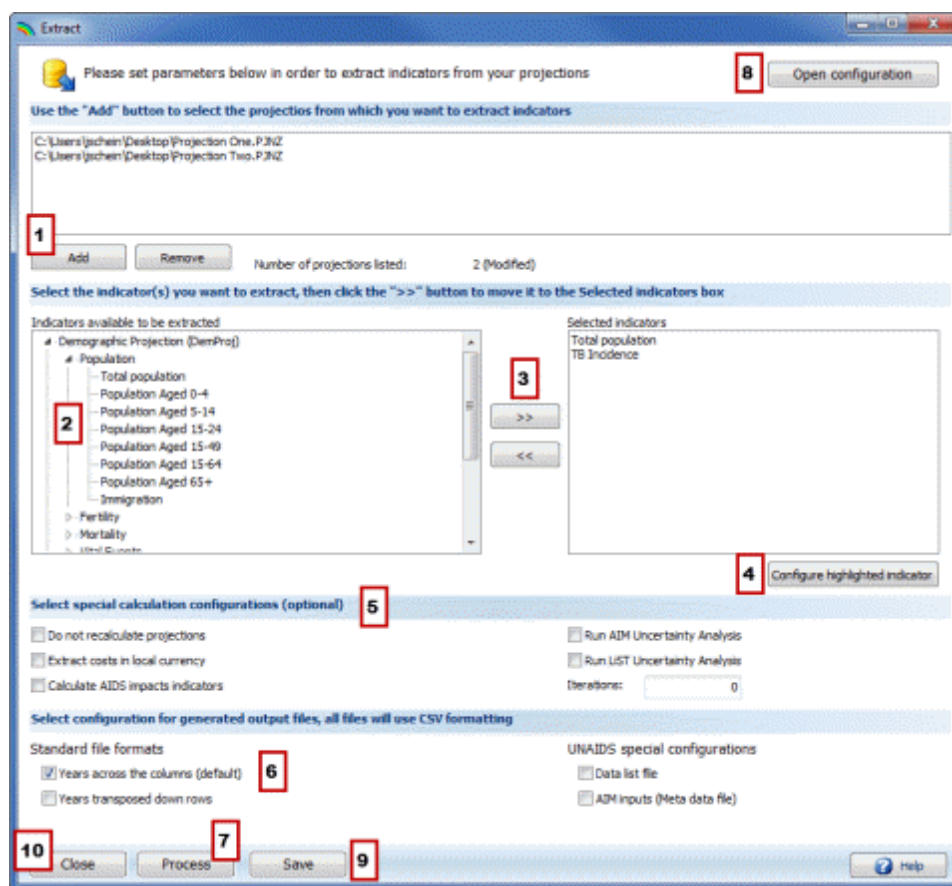 Extract
Please set parameters below in order to extract indicators from your projections
8
Open configuration
Use the "Add" button to select the projectios from which you want to extract indicators
C:\Users\jschein\Desktop\Projection One.PJNZ
C:\Users\jschein\Desktop\Projection Two.PJNZ
1
Add
Remove
Number of projections listed:
2 (Modified)
Select the indicator(s) you want to extract, then click the ">>" button to move it to the Selected indicators box
Indicators available to be extracted
Selected indicators
Demographic Projection (DemProj)
Total population
Population
TB Incidence
Total population
3
Population Aged 0-4
Population Aged 5-14
>>
2
Population Aged 15-24
Population Aged 15-49
<<
Population Aged 15-64
Population Aged 65+
Immigration
Fertility
Mortality
Vital Events
4
Configure highlighted indicator
Select special calculation configurations (optional)
5
Do not recalculate projections
Run AIM Uncertainty Analysis
Extract costs in local currency
Run LiST Uncertainty Analysis
Calculate AIDS impacts indicators
Iterations:
0
Select configuration for generated output files, all files will use CSV formatting
Standard file formats
UNAIDS special configurations
Years across the columns (default)
6
Data list file
Years transposed down rows
AIM inputs (Meta data file)
10
Close
7
Process
Save
9
Help